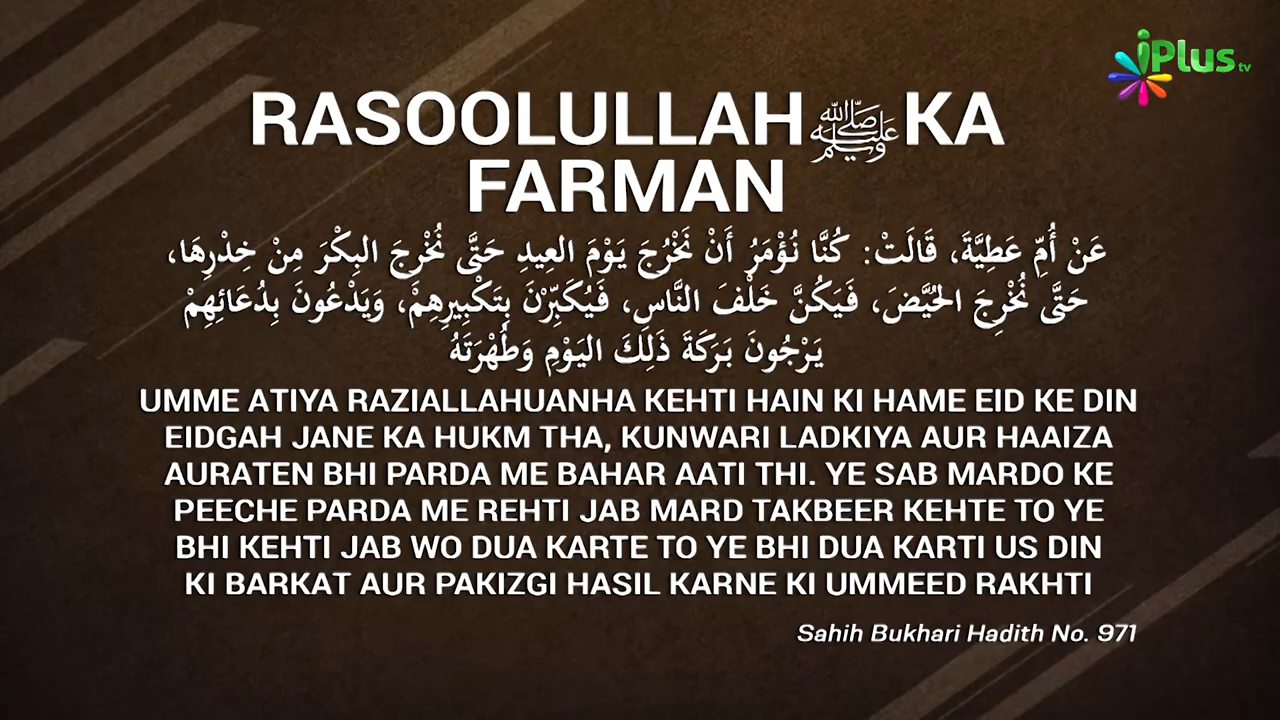 iPlus tv
RASOOLULLAH ﷺ KA
FARMAN
عَنْ أُمِّ عَطِيَّةَ، قَالَتْ: كُنَّا نُؤْمَرُ أَنْ نَخْرُجَ يَوْمَ العِيدِ حَتَّى نُخْرِجَ البِكْرَ مِنْ خِدْرِهَا،
حَتَّى نُخْرِجَ الحُيَّضَ، فَيَكُنَّ خَلْفَ النَّاسِ، فَيُكَبِّرْنَ بِتَكْبِيرِهِمْ، وَيَدْعُونَ بِدُعَائِهِمْ
يَرْجُونَ بَرَكَةَ ذَلِكَ اليَوْمِ وَطُهْرَتَهُ
UMME ATIYA RAZIALLAHUANHA KEHTI HAIN KI HAME EID KE DIN
EIDGAH JANE KA HUKM THA, KUNWARI LADKIYA AUR HAAIZA
AURATEN BHI PARDA ME BAHAR AATI THI. YE SAB MARDO KE
PEECHE PARDA ME REHTI JAB MARD TAKBEER KEHTE TO YE
BHI KEHTI JAB WO DUA KARTE TO YE BHI DUA KARTI US DIN
KI BARKAT AUR PAKIZGI HASIL KARNE KI UMMEED RAKHTI
Sahih Bukhari Hadith No. 971